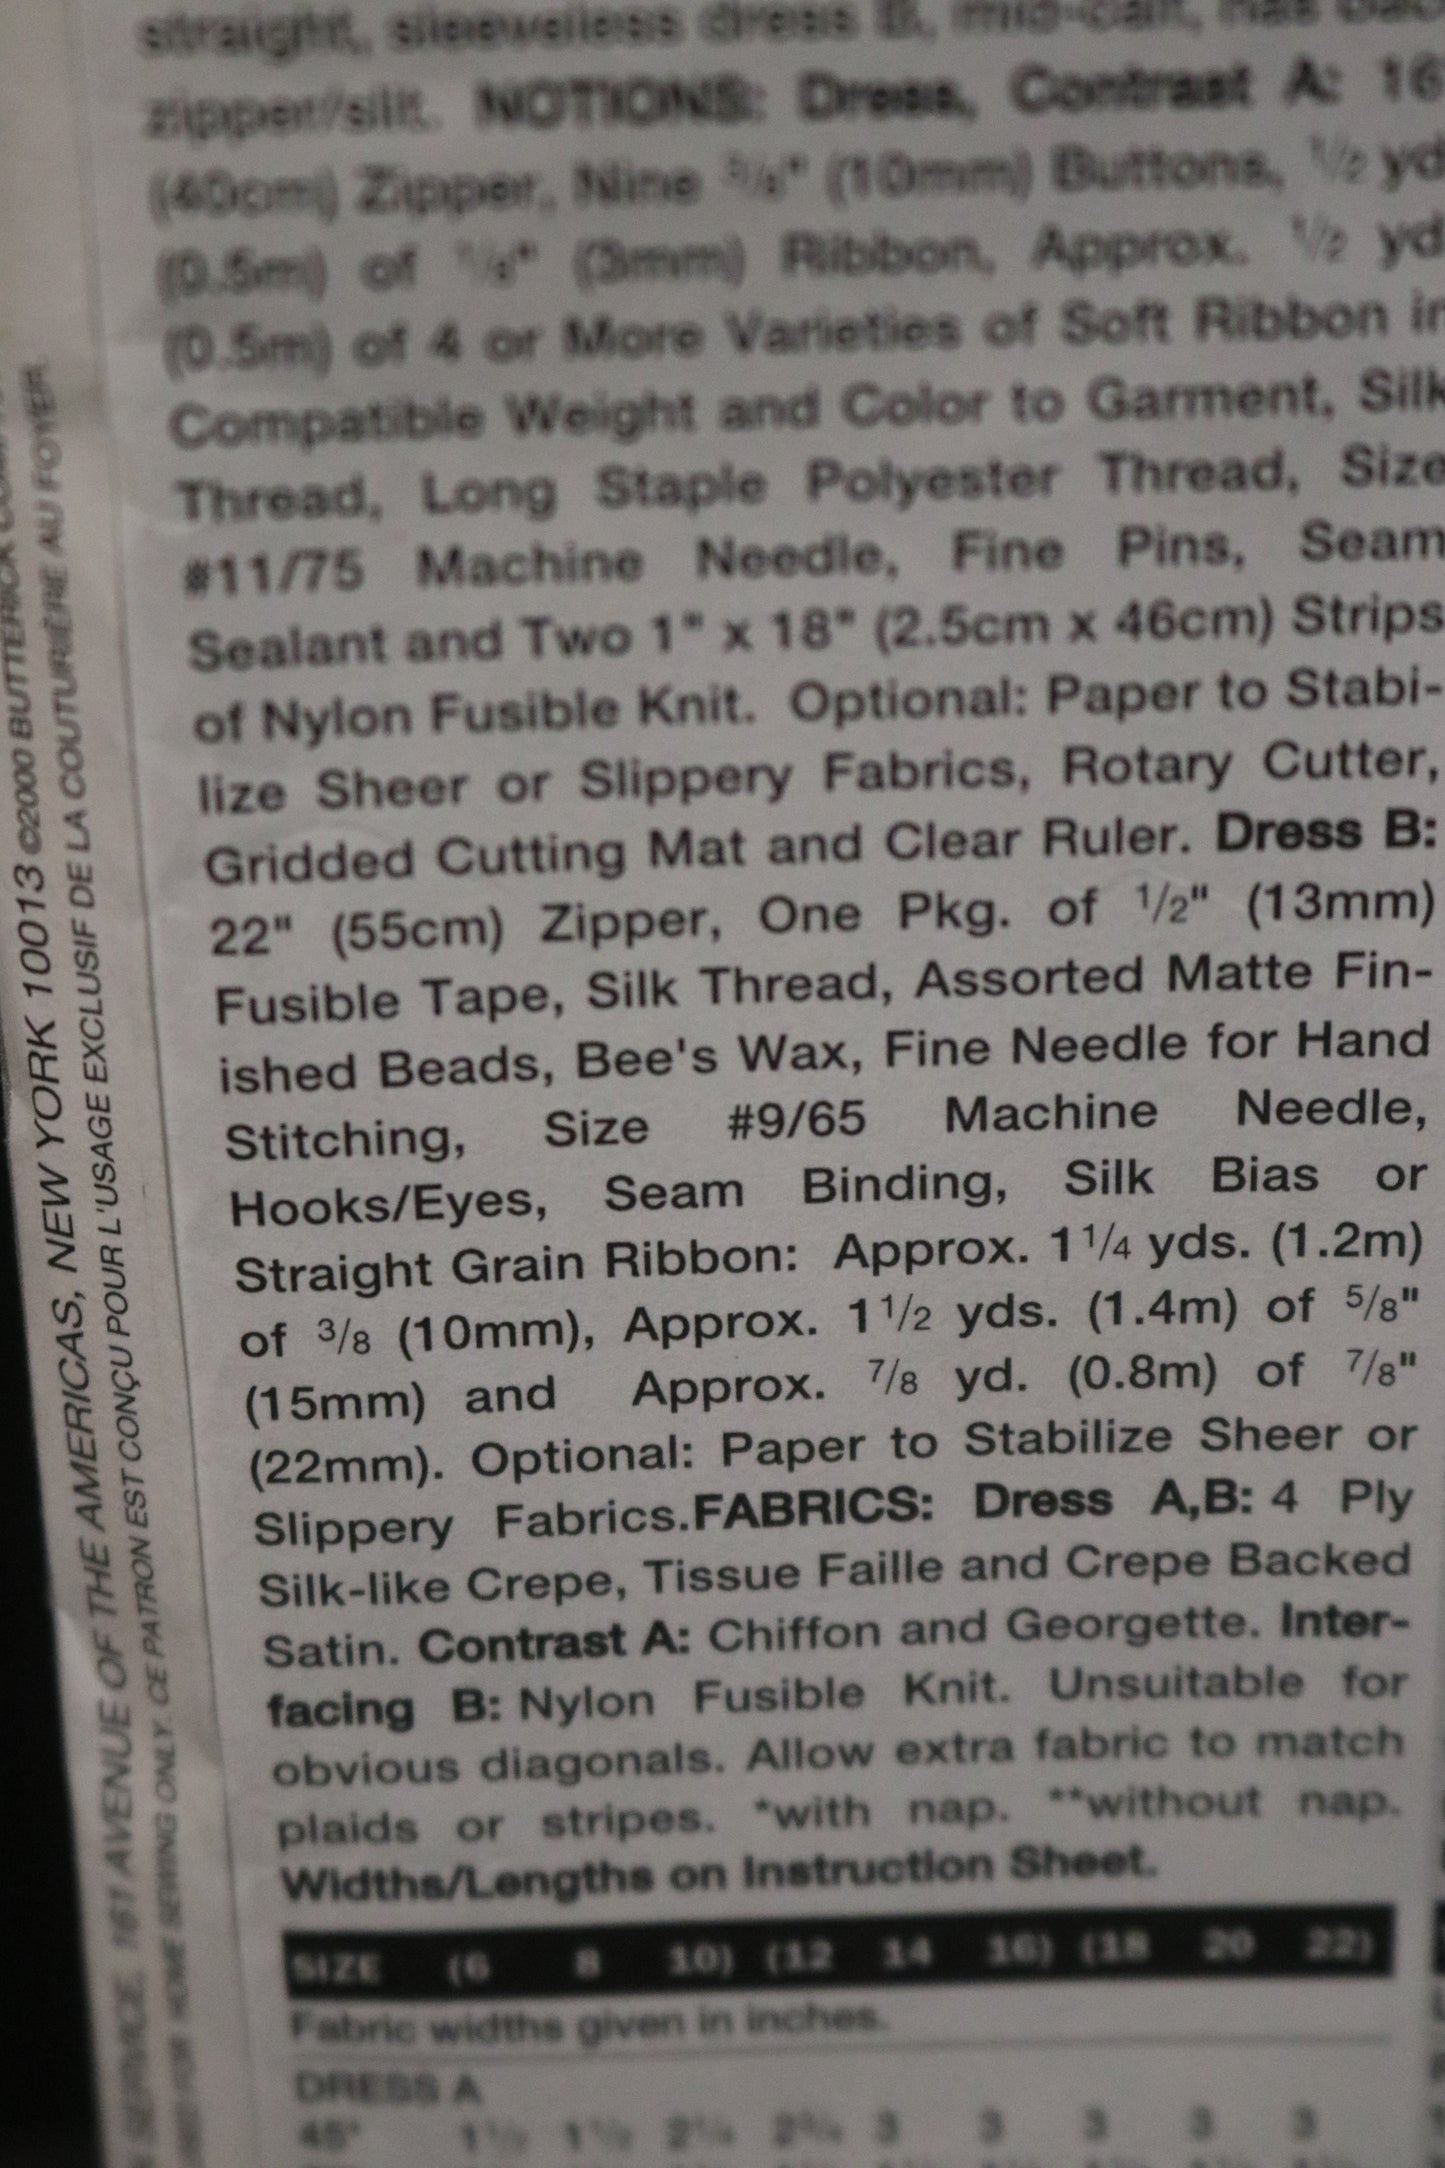 straight, sleeveless dress B, mid-calf, has
zipper/slit. NOTIONS: Dress, Contrast A: 16
(40cm) Zipper, Nine 3/8" (10mm) Buttons, 1/2 yd
(0.5m) of 1/8" (3mm) Ribbon, Approx. 1/2 yd
(0.5m) of 4 or More Varieties of Soft Ribbon in
Compatible Weight and Color to Garment, Silk
Thread, Long Staple Polyester Thread, Size
#11/75 Machine Needle, Fine Pins, Seam
Sealant and Two 1" x 18" (2.5cm x 46cm) Strips
of Nylon Fusible Knit. Optional: Paper to Stabi-
lize Sheer or Slippery Fabrics, Rotary Cutter,
Gridded Cutting Mat and Clear Ruler. Dress B:
22" (55cm) Zipper, One Pkg. of 1/2" (13mm)
Fusible Tape, Silk Thread, Assorted Matte Fin-
ished Beads, Bee's Wax, Fine Needle for Hand
Stitching, Size #9/65 Machine Needle,
Hooks/Eyes, Seam Binding, Silk Bias or
Straight Grain Ribbon: Approx. 1 1/4 yds. (1.2m)
of 3/8 (10mm), Approx. 1 1/2 yds. (1.4m) of 5/8"
(15mm) and Approx. 7/8 yd. (0.8m) of 7/8"
(22mm). Optional: Paper to Stabilize Sheer or
Slippery Fabrics.FABRICS: Dress A,B: 4 Ply
Silk-like Crepe, Tissue Faille and Crepe Backed
Satin. Contrast A: Chiffon and Georgette. Inter-
facing B: Nylon Fusible Knit. Unsuitable for
obvious diagonals. Allow extra fabric to match
plaids or stripes. *with nap. **without nap.
Widths/Lengths on Instruction Sheet.
SIZE (6 8 10) (12 14 16) (18 20 22)
Fabric widths given in inches.
DRESS A
45" 3 3 3 3 3
SERVICE, 161 AVENUE OF THE AMERICAS, NEW YORK 10013 ©2000 BUTTERICK
HOME SEWING ONLY. CE PATRON EST CONÇU POUR L'USAGE EXCLUSIF DE LA COUTURIÈRE AU FOYER